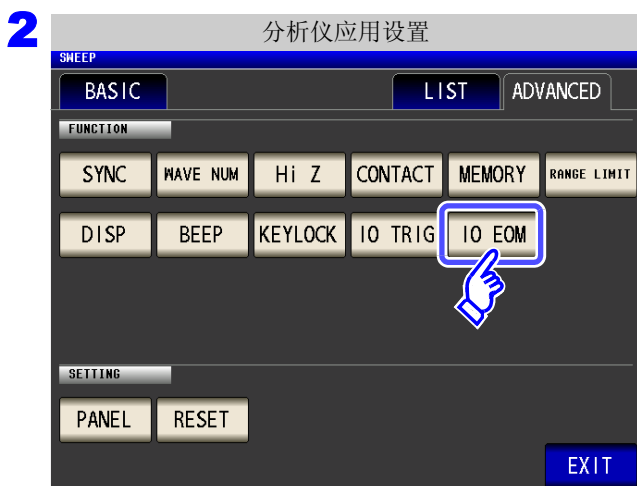 2
分析仪应用设置
SWEEP
BASIC LIST ADVANCED
FUNCTION
SYNC WAVE NUM Hi Z CONTACT MEMORY RANGE LIMIT
DISP BEEP KEYLOCK IO TRIG IO EOM
SETTING
PANEL RESET
EXIT